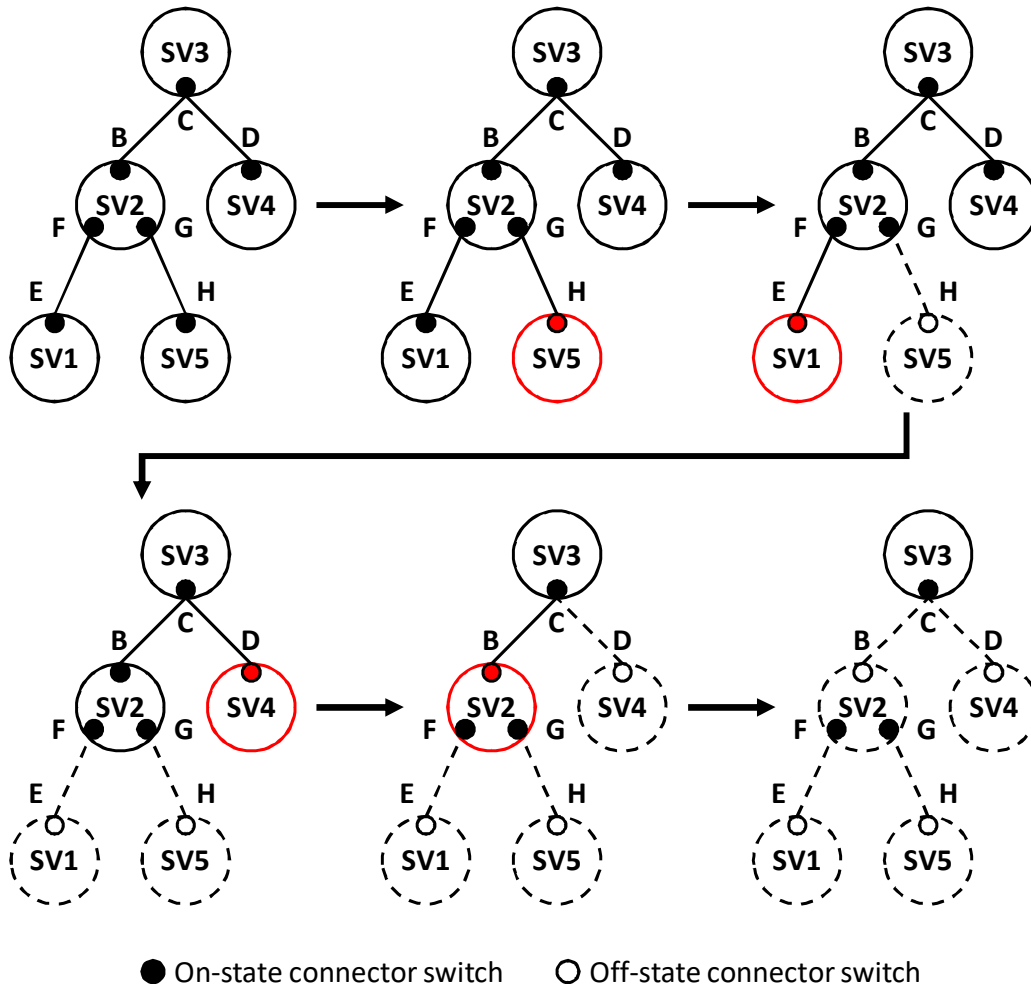 SV3 SV3 SV3
C C C
B D B D B D
SV2 SV4 SV2 SV4 SV2 SV4
F G F G F G
E H E H E H
SV1 SV5 SV1 SV5 SV1 SV5
SV3 SV3 SV3
C C C
B D B D B D
SV2 SV4 SV2 SV4 SV2 SV4
F G F G F G
E H E H E H
SV1 SV5 SV1 SV5 SV1 SV5
On-state connector switch Off-state connector switch